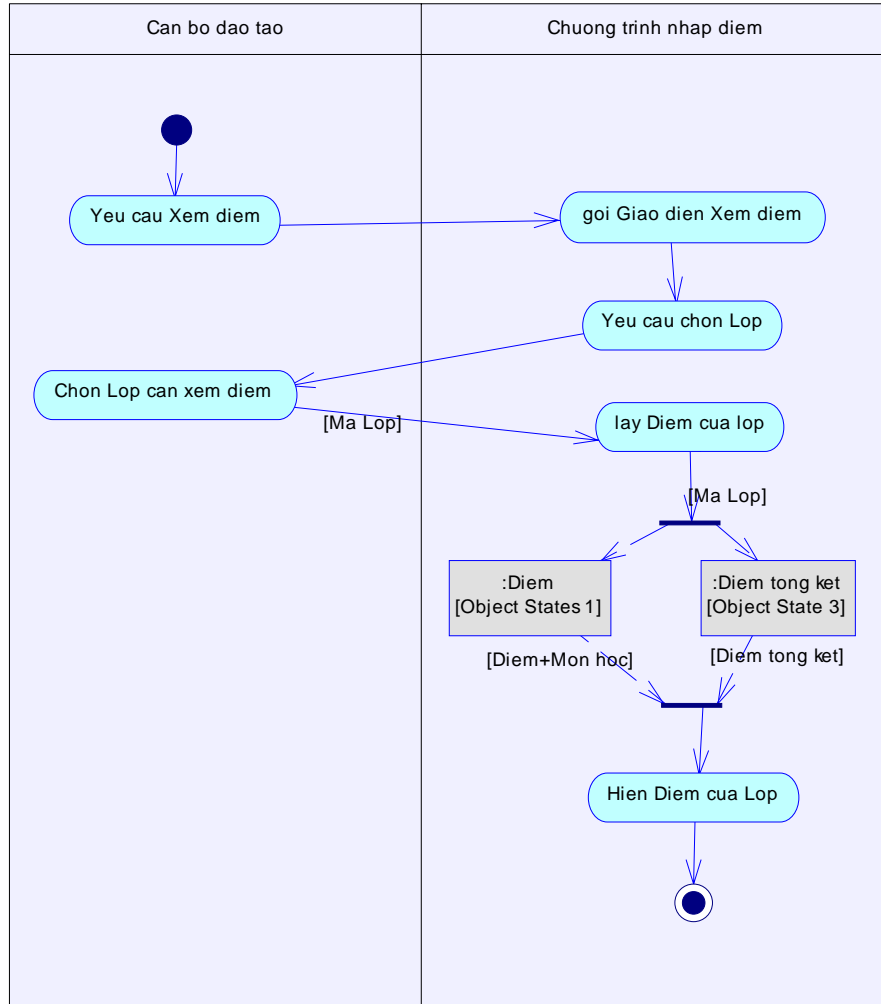 Can bo dao tao
Chuong trinh nhap diem
Yeu cau Xem diem
goi Giao dien Xem diem
Yeu cau chon Lop
Chon Lop can xem diem
[Ma Lop]
lay Diem cua lop
[Ma Lop]
:Diem
[Object States 1]
:Diem tong ket
[Object State 3]
[Diem+Mon hoc]
[Diem tong ket]
Hien Diem cua Lop